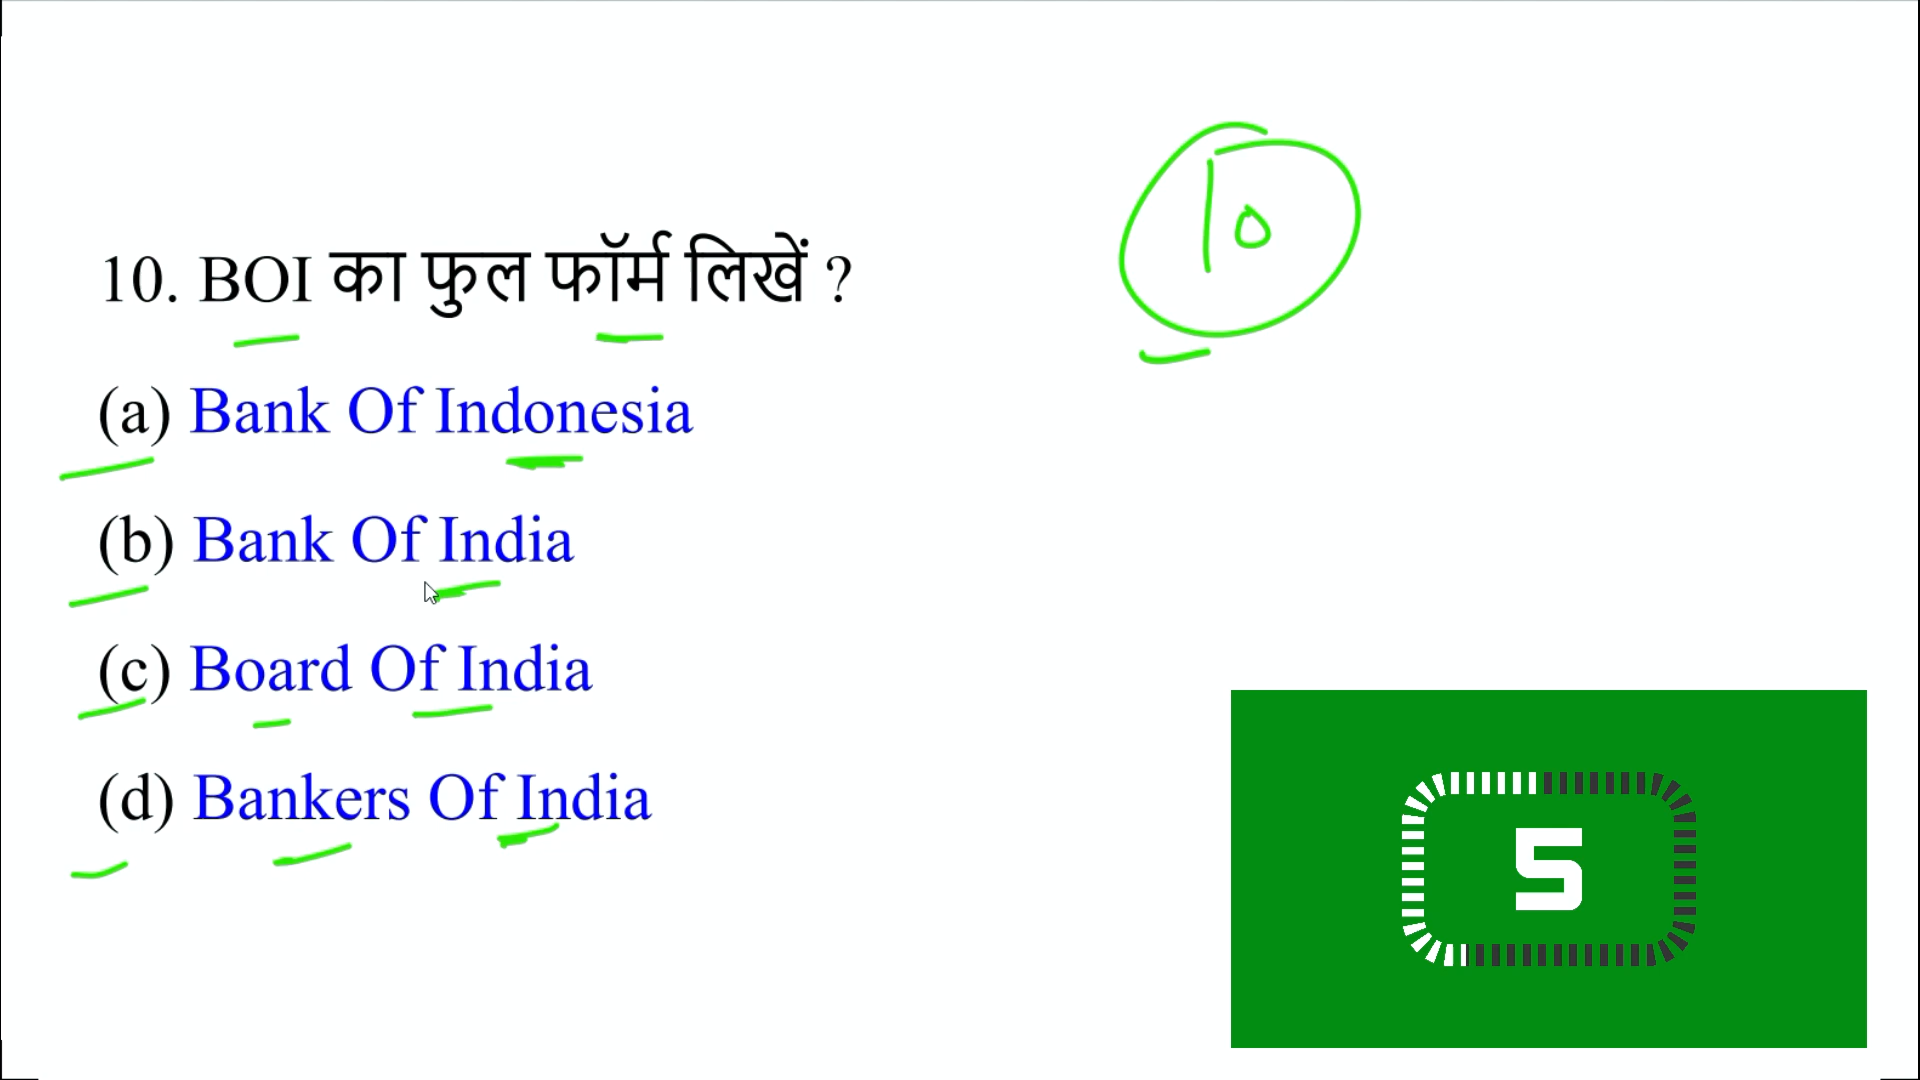 10
10. BOI का फुल फॉर्म लिखें ?
(a) Bank Of Indonesia
(b) Bank Of India
(c) Board Of India
(d) Bankers Of India
5